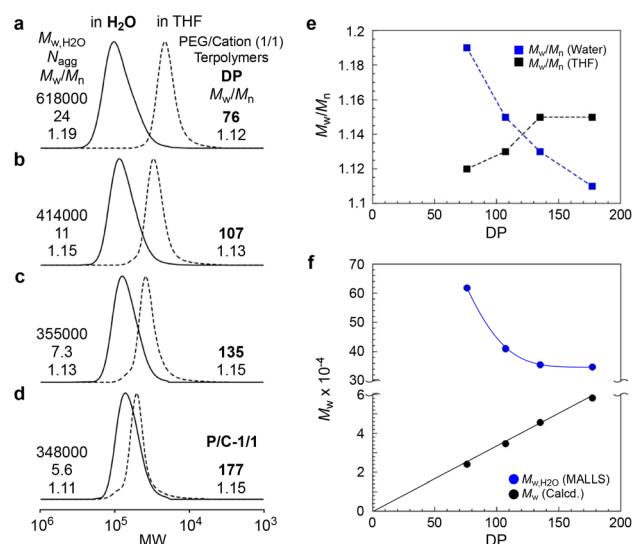 a
in H2O
in THF
Mw,H2O
Nagg
Mw/Mn
618000
24
1.19
PEG/Cation (1/1)
Terpolymers
DP
Mw/Mn
76
1.12
b
414000
11
1.15
107
1.13
c
355000
7.3
1.13
135
1.15
d
348000
5.6
1.11
P/C-1/1
177
1.15
10^6
10^5
10^4
10^3
MW
e
Mw/Mn
1.2
1.18
1.16
1.14
1.12
1.1
Mw/Mn (Water)
Mw/Mn (THF)
0
50
100
150
200
DP
f
Mw x 10^-4
70
60
50
40
30
6
4
2
0
Mw,H2O (MALLS)
Mw (Calcd.)
0
50
100
150
200
DP